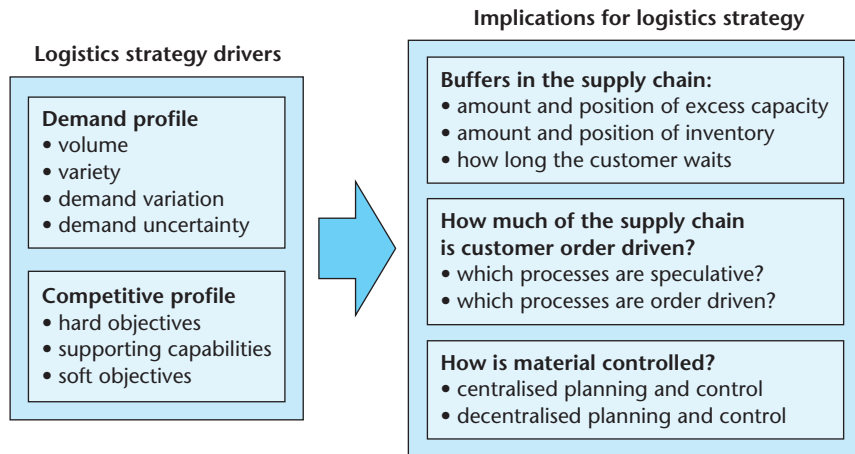 Logistics strategy drivers
Demand profile
• volume
• variety
• demand variation
• demand uncertainty
Competitive profile
• hard objectives
• supporting capabilities
• soft objectives
Implications for logistics strategy
Buffers in the supply chain:
• amount and position of excess capacity
• amount and position of inventory
• how long the customer waits
How much of the supply chain
is customer order driven?
• which processes are speculative?
• which processes are order driven?
How is material controlled?
• centralised planning and control
• decentralised planning and control